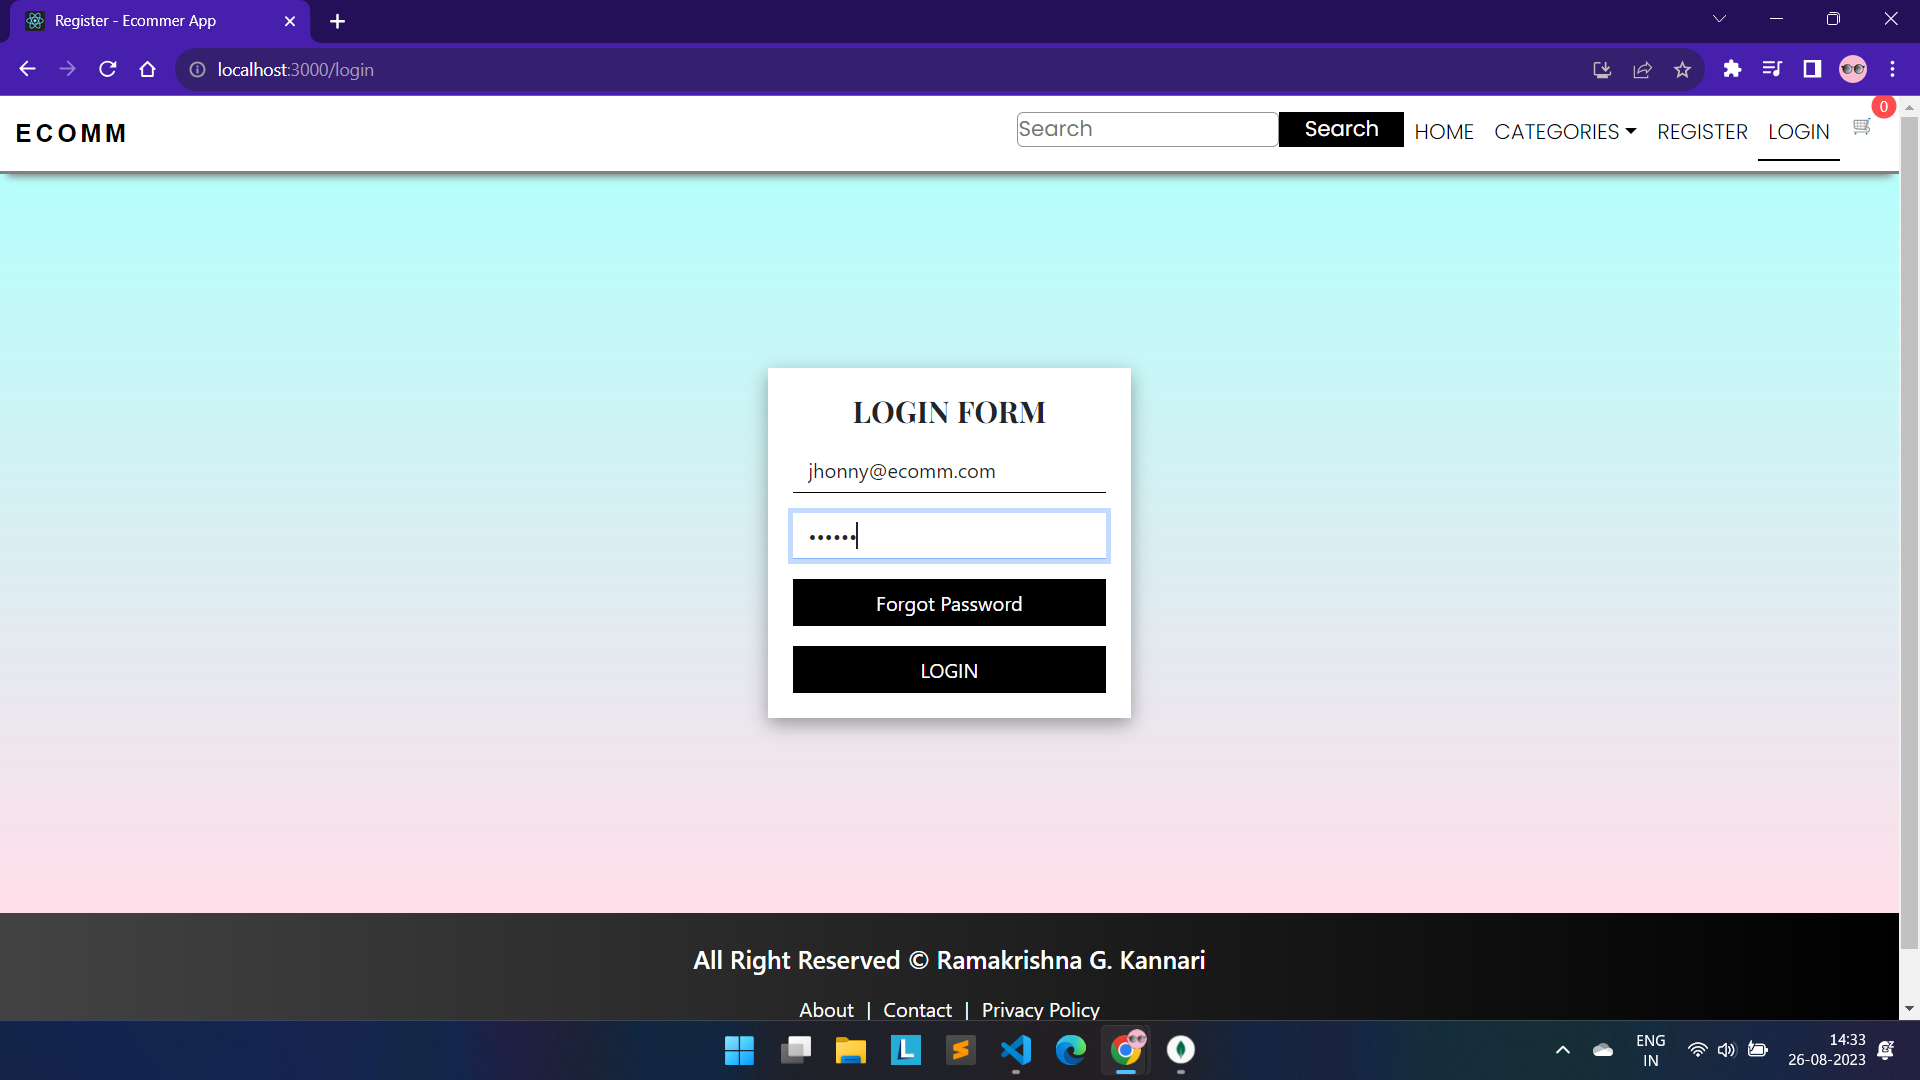 Register - Ecommer App
localhost:3000/login
ECOMM
Search
Search
HOME
CATEGORIES
REGISTER
LOGIN
0
LOGIN FORM
jhonny@ecomm.com
••••••
Forgot Password
LOGIN
All Right Reserved © Ramakrishna G. Kannari
About | Contact | Privacy Policy
L
ENG
IN
14:33
26-08-2023